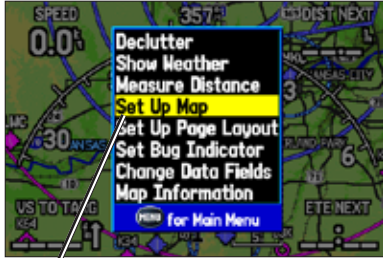 SPEED 357° DIST NEXT
0.0
Declutter
Show Weather
Measure Distance
Set Up Map
Set Up Page Layout
Set Bug Indicator
Change Data Fields
Map Information
MENU for Main Menu
30
6
VS TO TARG
ETE NEXT